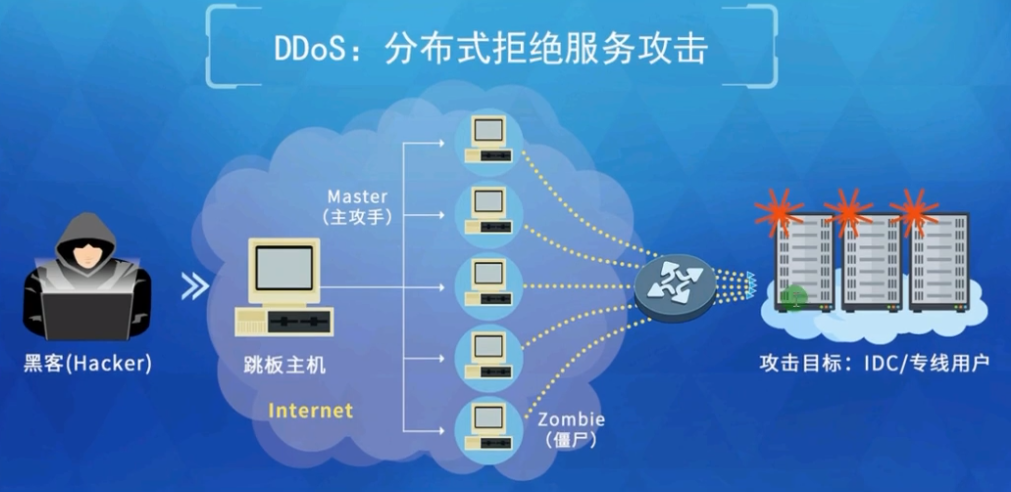 DDoS：分布式拒绝服务攻击
Master
（主攻手）
黑客(Hacker)
跳板主机
Internet
Zombie
（僵尸）
攻击目标：IDC/专线用户